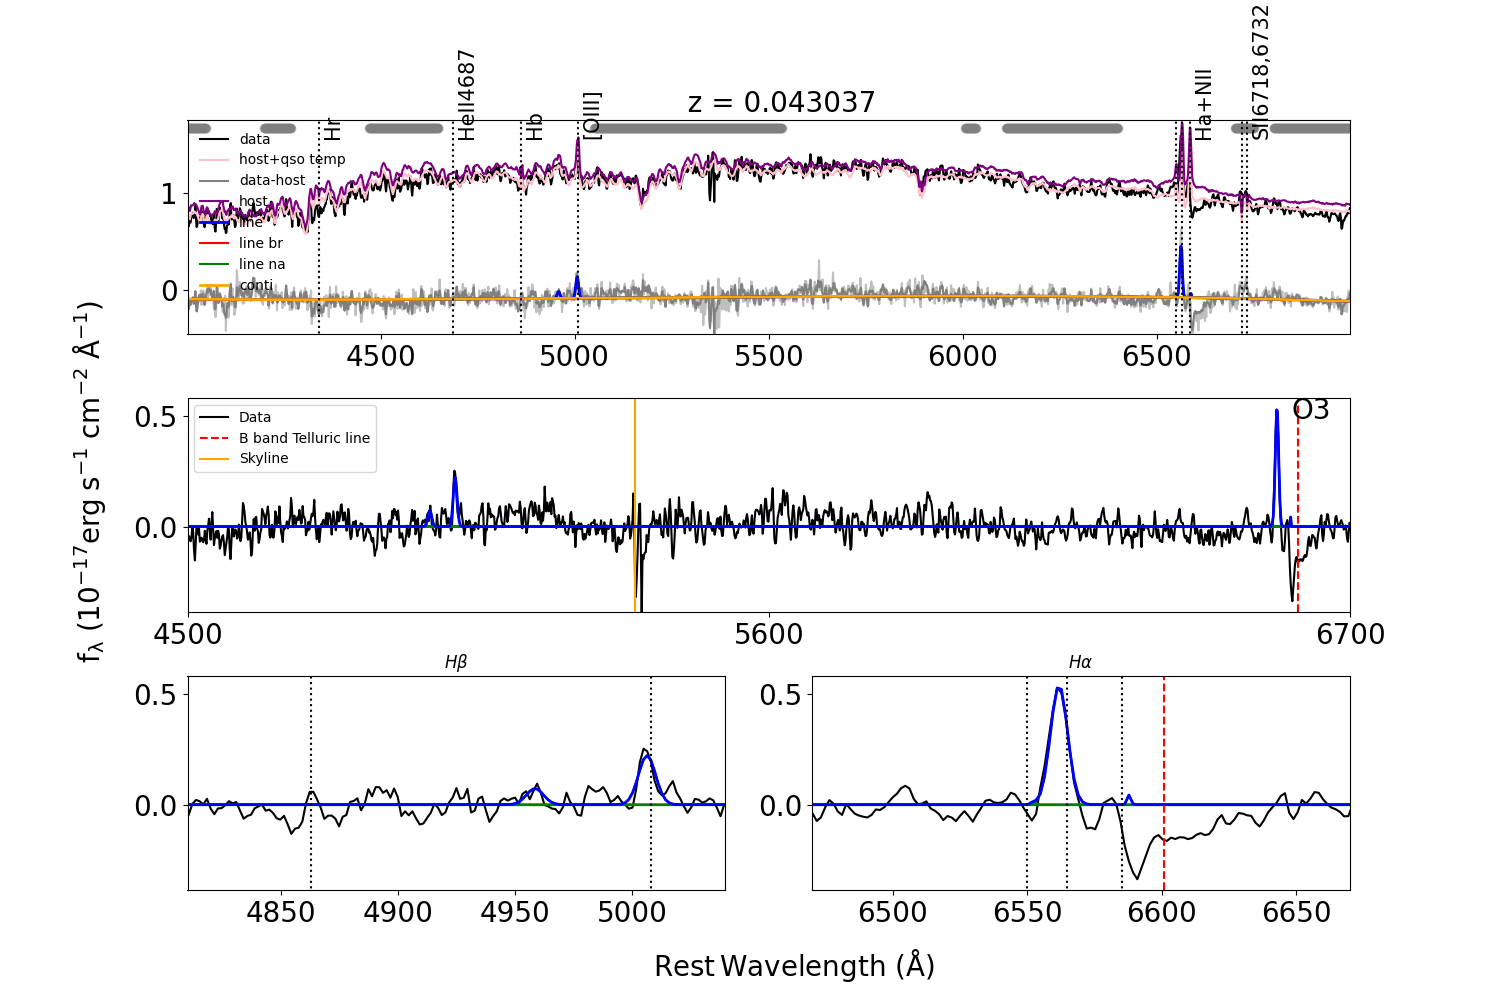 z = 0.043037
Hr
HeII4687
Hb
[OIII]
Ha+NII
SII6718,6732
data
host+qso temp
data-host
host
line
line br
line na
conti
1
0
4500
5000
5500
6000
6500
f_λ (10⁻¹⁷erg s⁻¹ cm⁻² Å⁻¹)
Data
B band Telluric line
Skyline
O3
0.5
0.0
4500
5600
6700
Hβ
0.5
0.0
4850
4900
4950
5000
Hα
0.5
0.0
6500
6550
6600
6650
Rest Wavelength (Å)